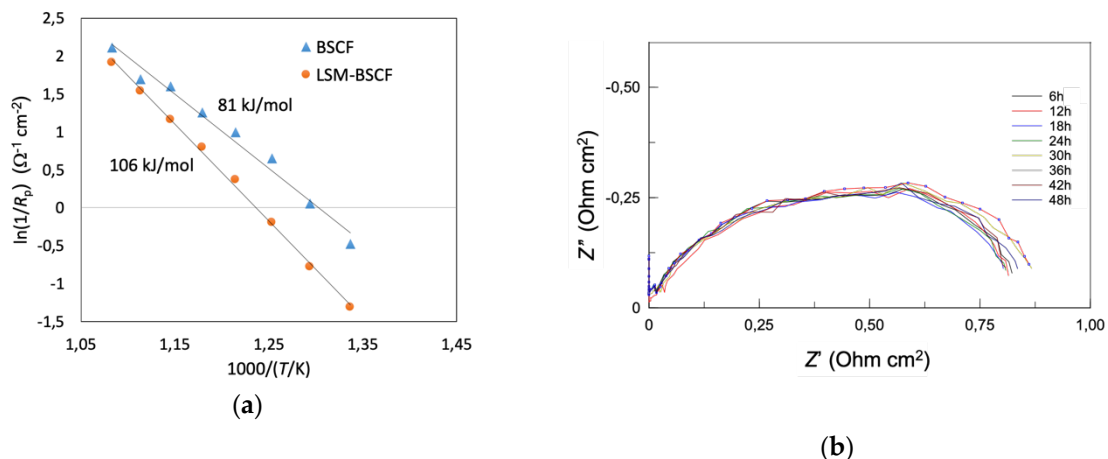 2,5
2
1,5
1
0,5
0
-0,5
-1
-1,5
ln(1/Rₚ) (Ω⁻¹ cm⁻²)
BSCF
LSM-BSCF
81 kJ/mol
106 kJ/mol
1,05
1,15
1,25
1,35
1,45
1000/(T/K)
(a)
Z″ (Ohm cm²)
-0,50
-0,25
0
6h
12h
18h
24h
30h
36h
42h
48h
0
0,25
0,50
0,75
1,00
Z' (Ohm cm²)
(b)